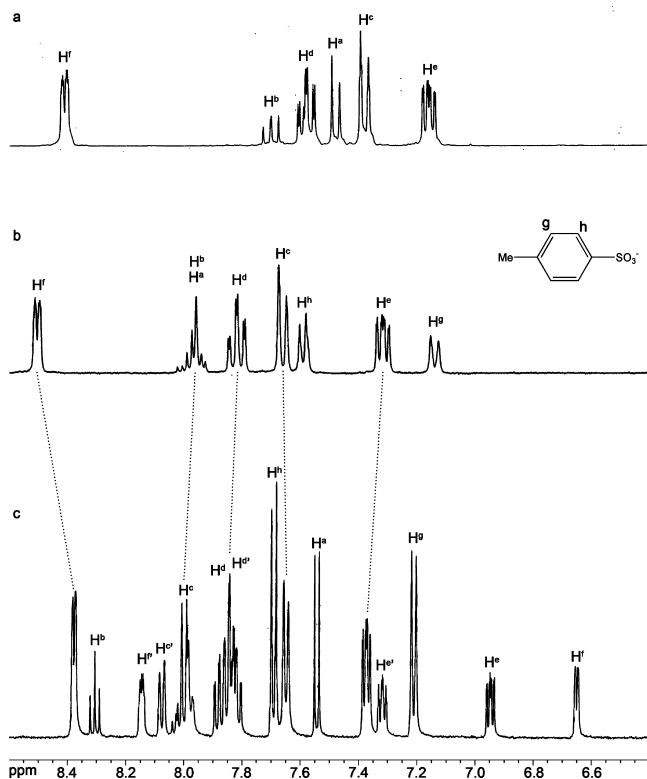 a
Hᶠ
Hᵇ
Hᵈ
Hᵃ
Hᶜ
Hᵉ
b
g
h
Me
SO₃⁻
Hᶠ
Hᵇ
Hᵃ
Hᵈ
Hᶜ
Hʰ
Hᵉ
Hᵍ
c
Hᵇ
Hᶠ'
Hᶜ'
Hᶜ
Hᵈ
Hᵈ'
Hʰ
Hᵃ
Hᵉ'
Hᵍ
Hᵉ
Hᶠ
ppm 8.4 8.2 8.0 7.8 7.6 7.4 7.2 7.0 6.8 6.6